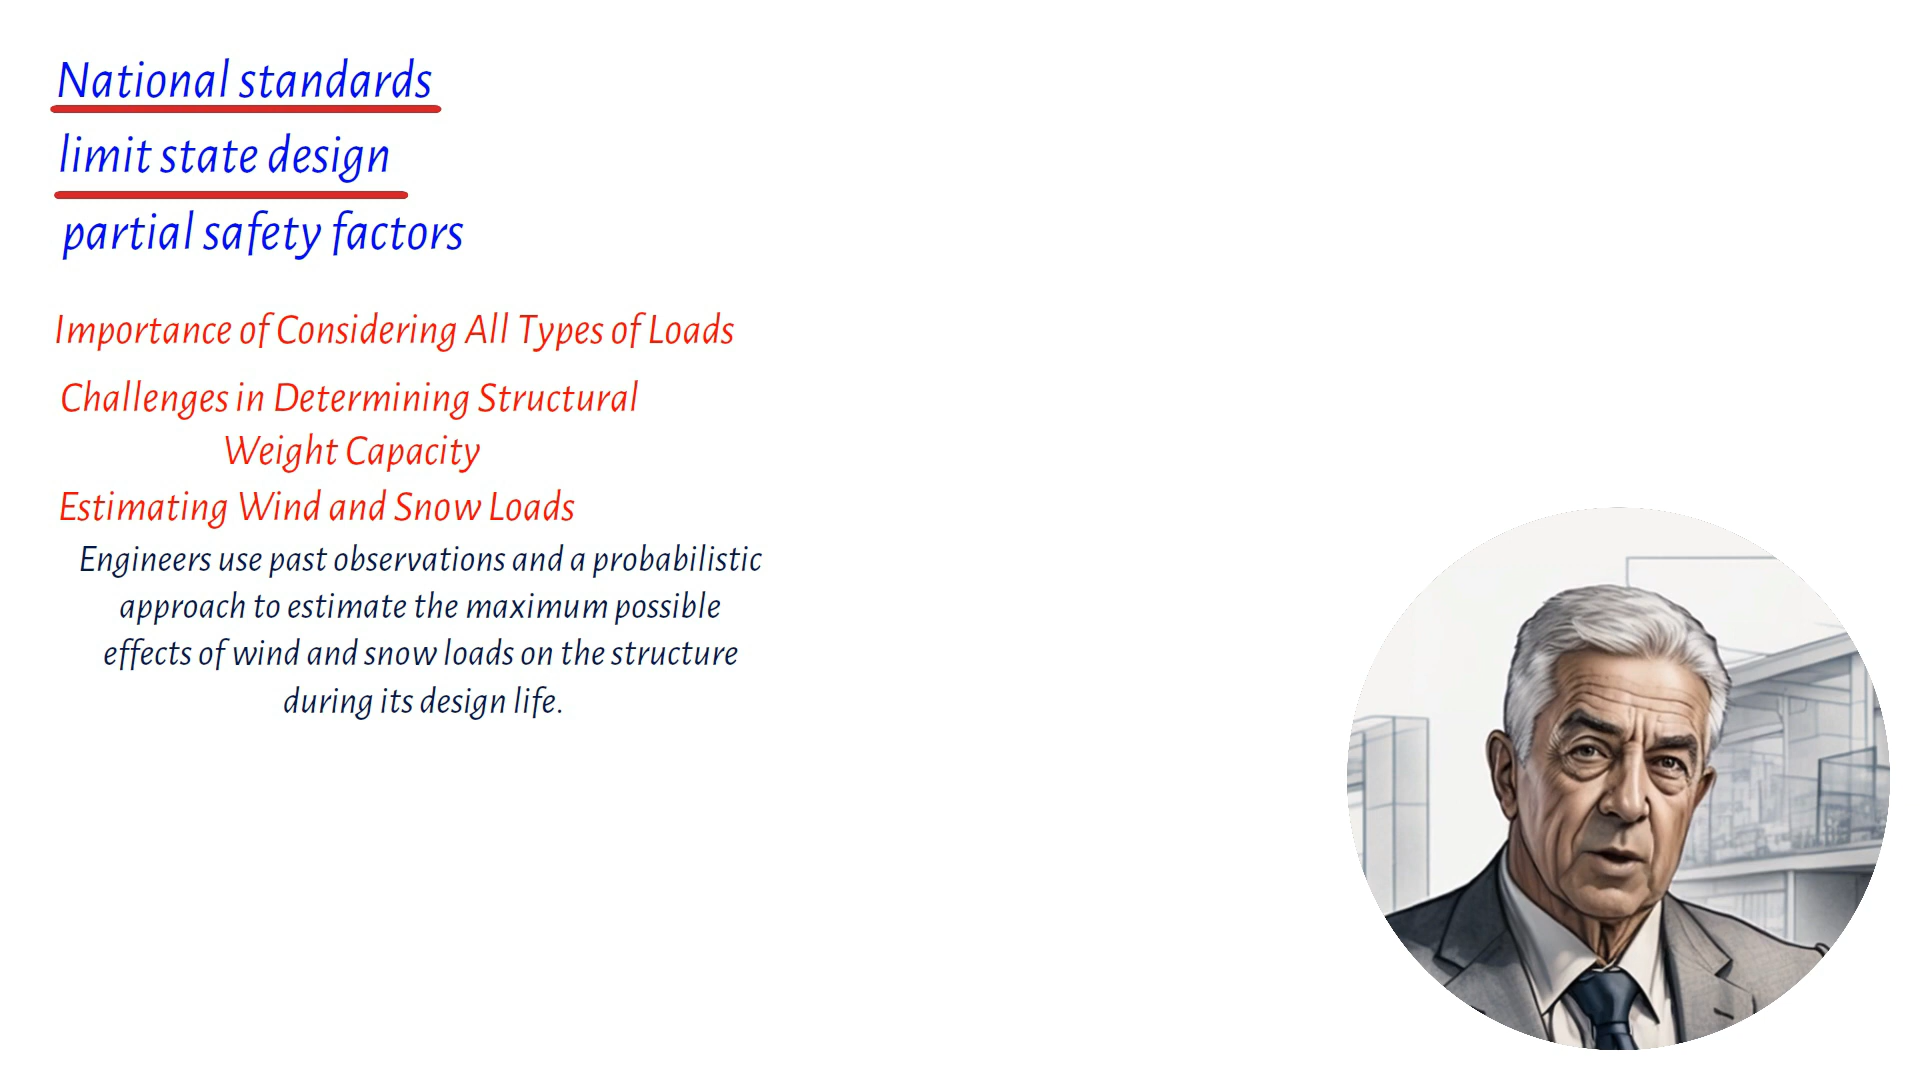 National standards
limit state design
partial safety factors
Importance of Considering All Types of Loads
Challenges in Determining Structural
Weight Capacity
Estimating Wind and Snow Loads
Engineers use past observations and a probabilistic
approach to estimate the maximum possible
effects of wind and snow loads on the structure
during its design life.